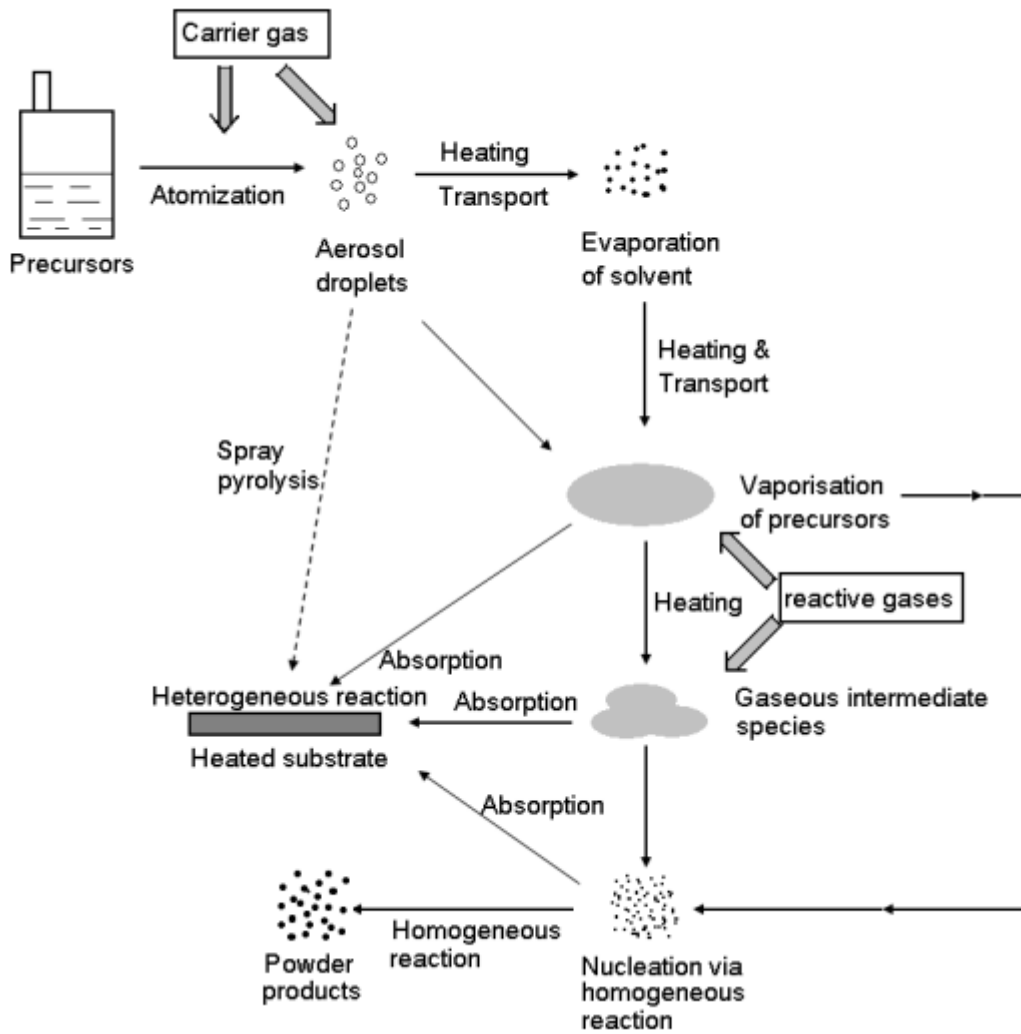 Carrier gas
Atomization
Precursors
Aerosol
droplets
Heating
Transport
Evaporation
of solvent
Heating &
Transport
Spray
pyrolysis
Vaporisation
of precursors
reactive gases
Heating
Absorption
Heterogeneous reaction
Absorption
Heated substrate
Gaseous intermediate
species
Absorption
Homogeneous
reaction
Powder
products
Nucleation via
homogeneous
reaction